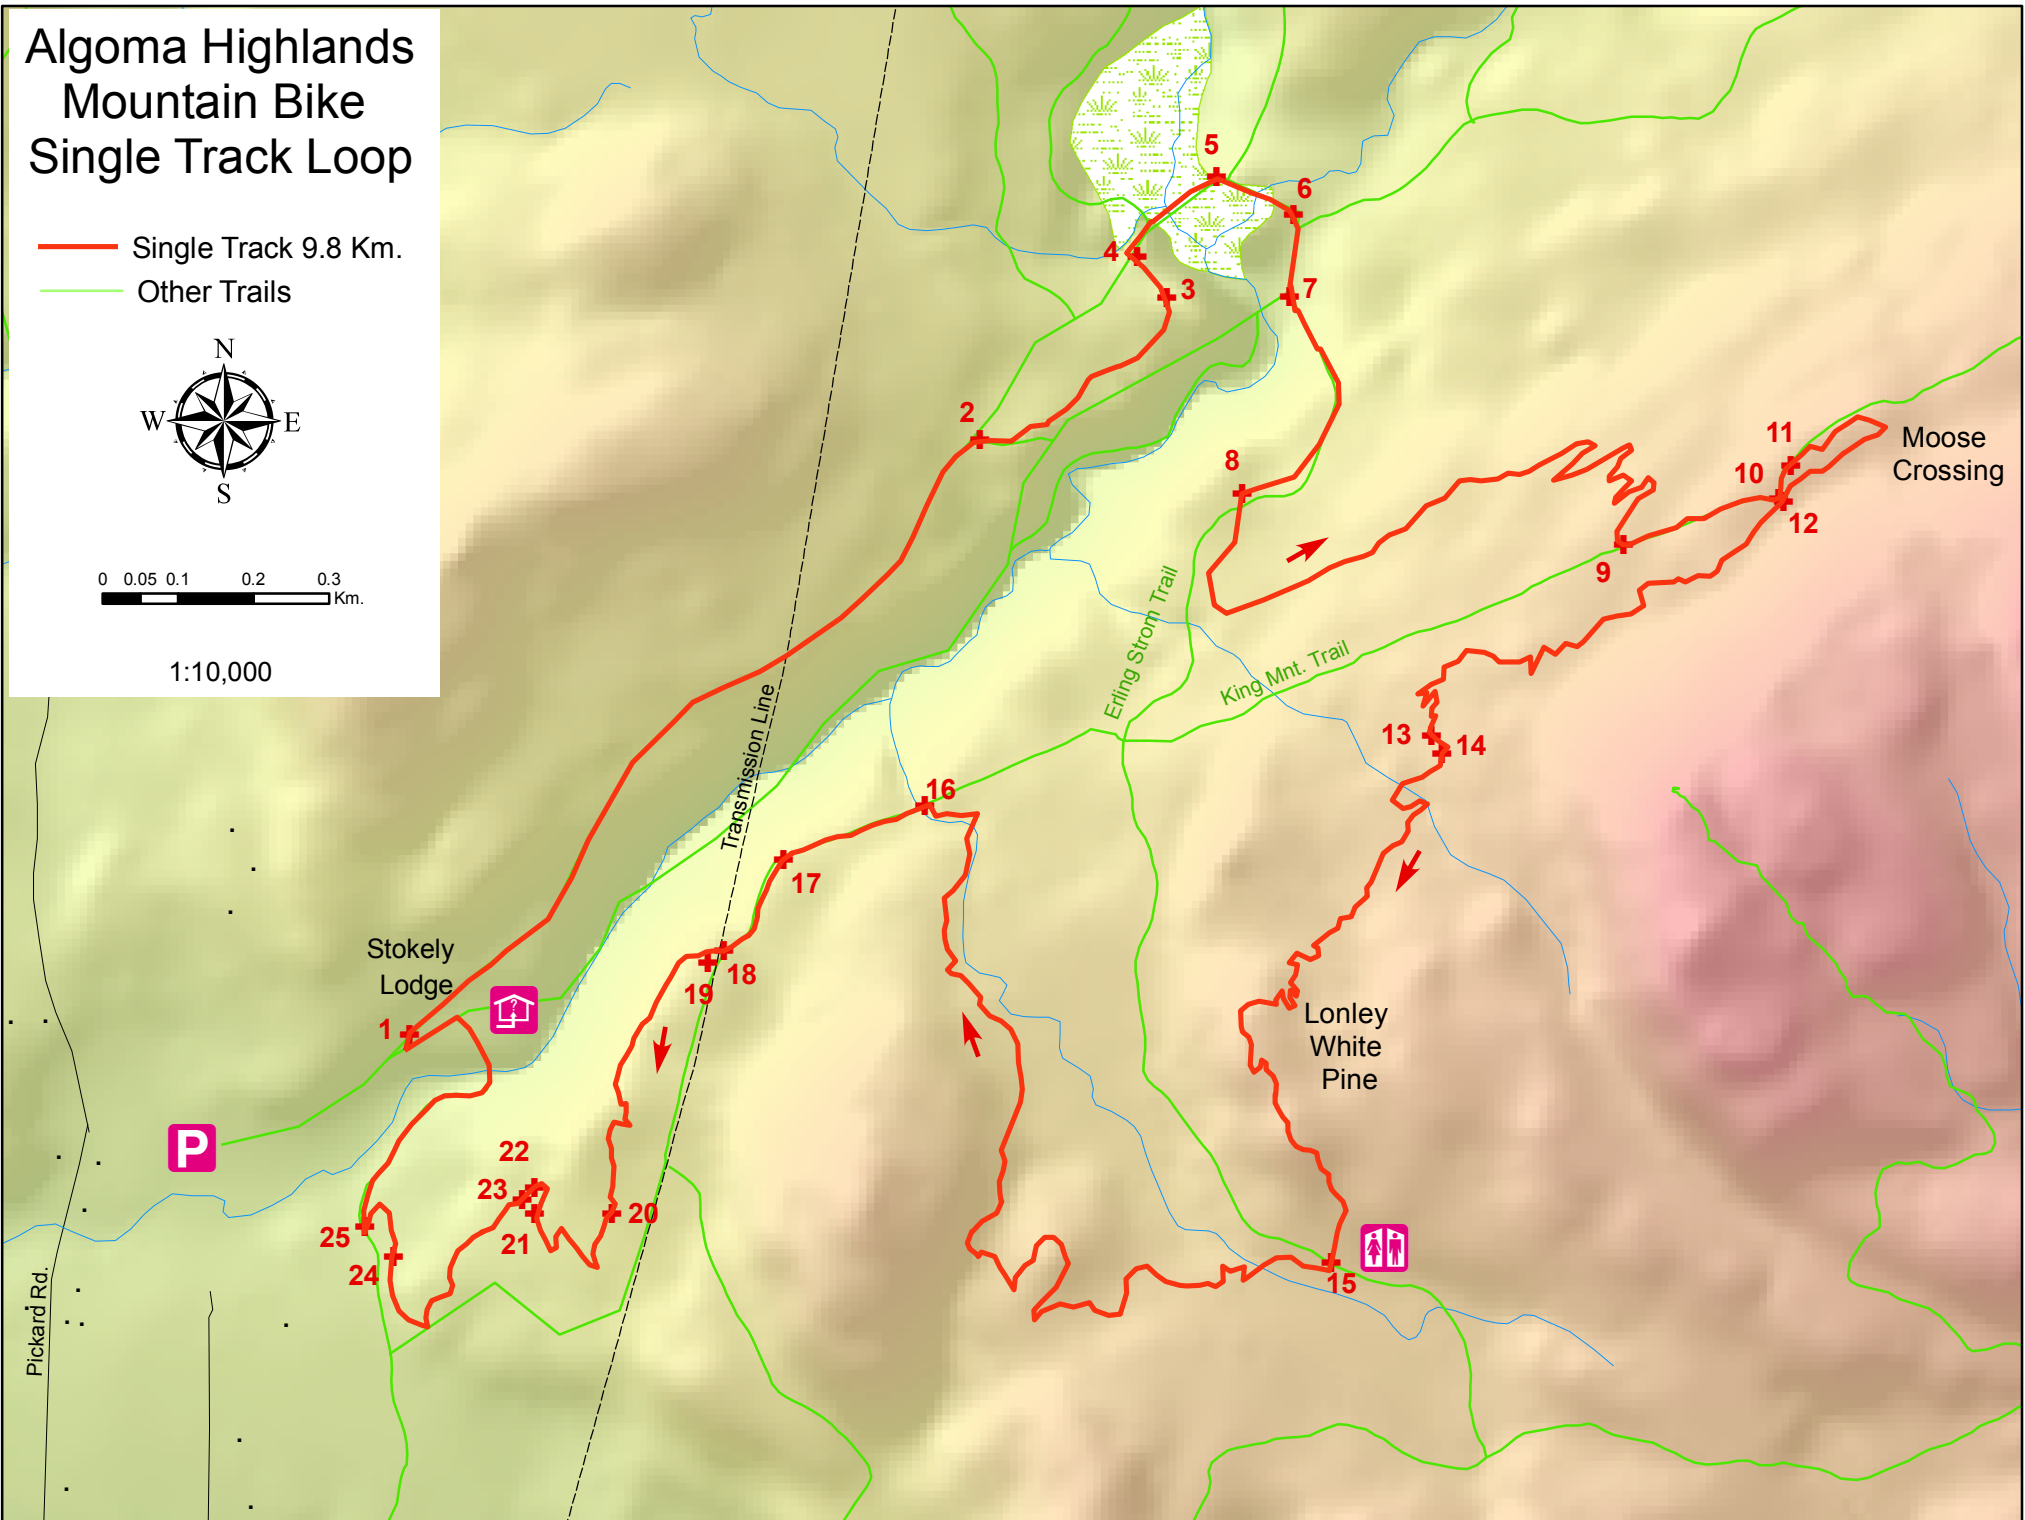 Algoma Highlands
Mountain Bike
Single Track Loop
Single Track 9.8 Km.
Other Trails
N
W
E
S
0 0.05 0.1 0.2 0.3
Km.
1:10,000
5
6
4
3
7
2
8
11
Moose
Crossing
10
12
9
Erling Strom Trail
King Mnt. Trail
13
14
Transmission Line
16
17
Stokely
Lodge
18
19
?
1
Lonley
White
Pine
P
22
23
20
21
25
24
15
Pickard Rd.